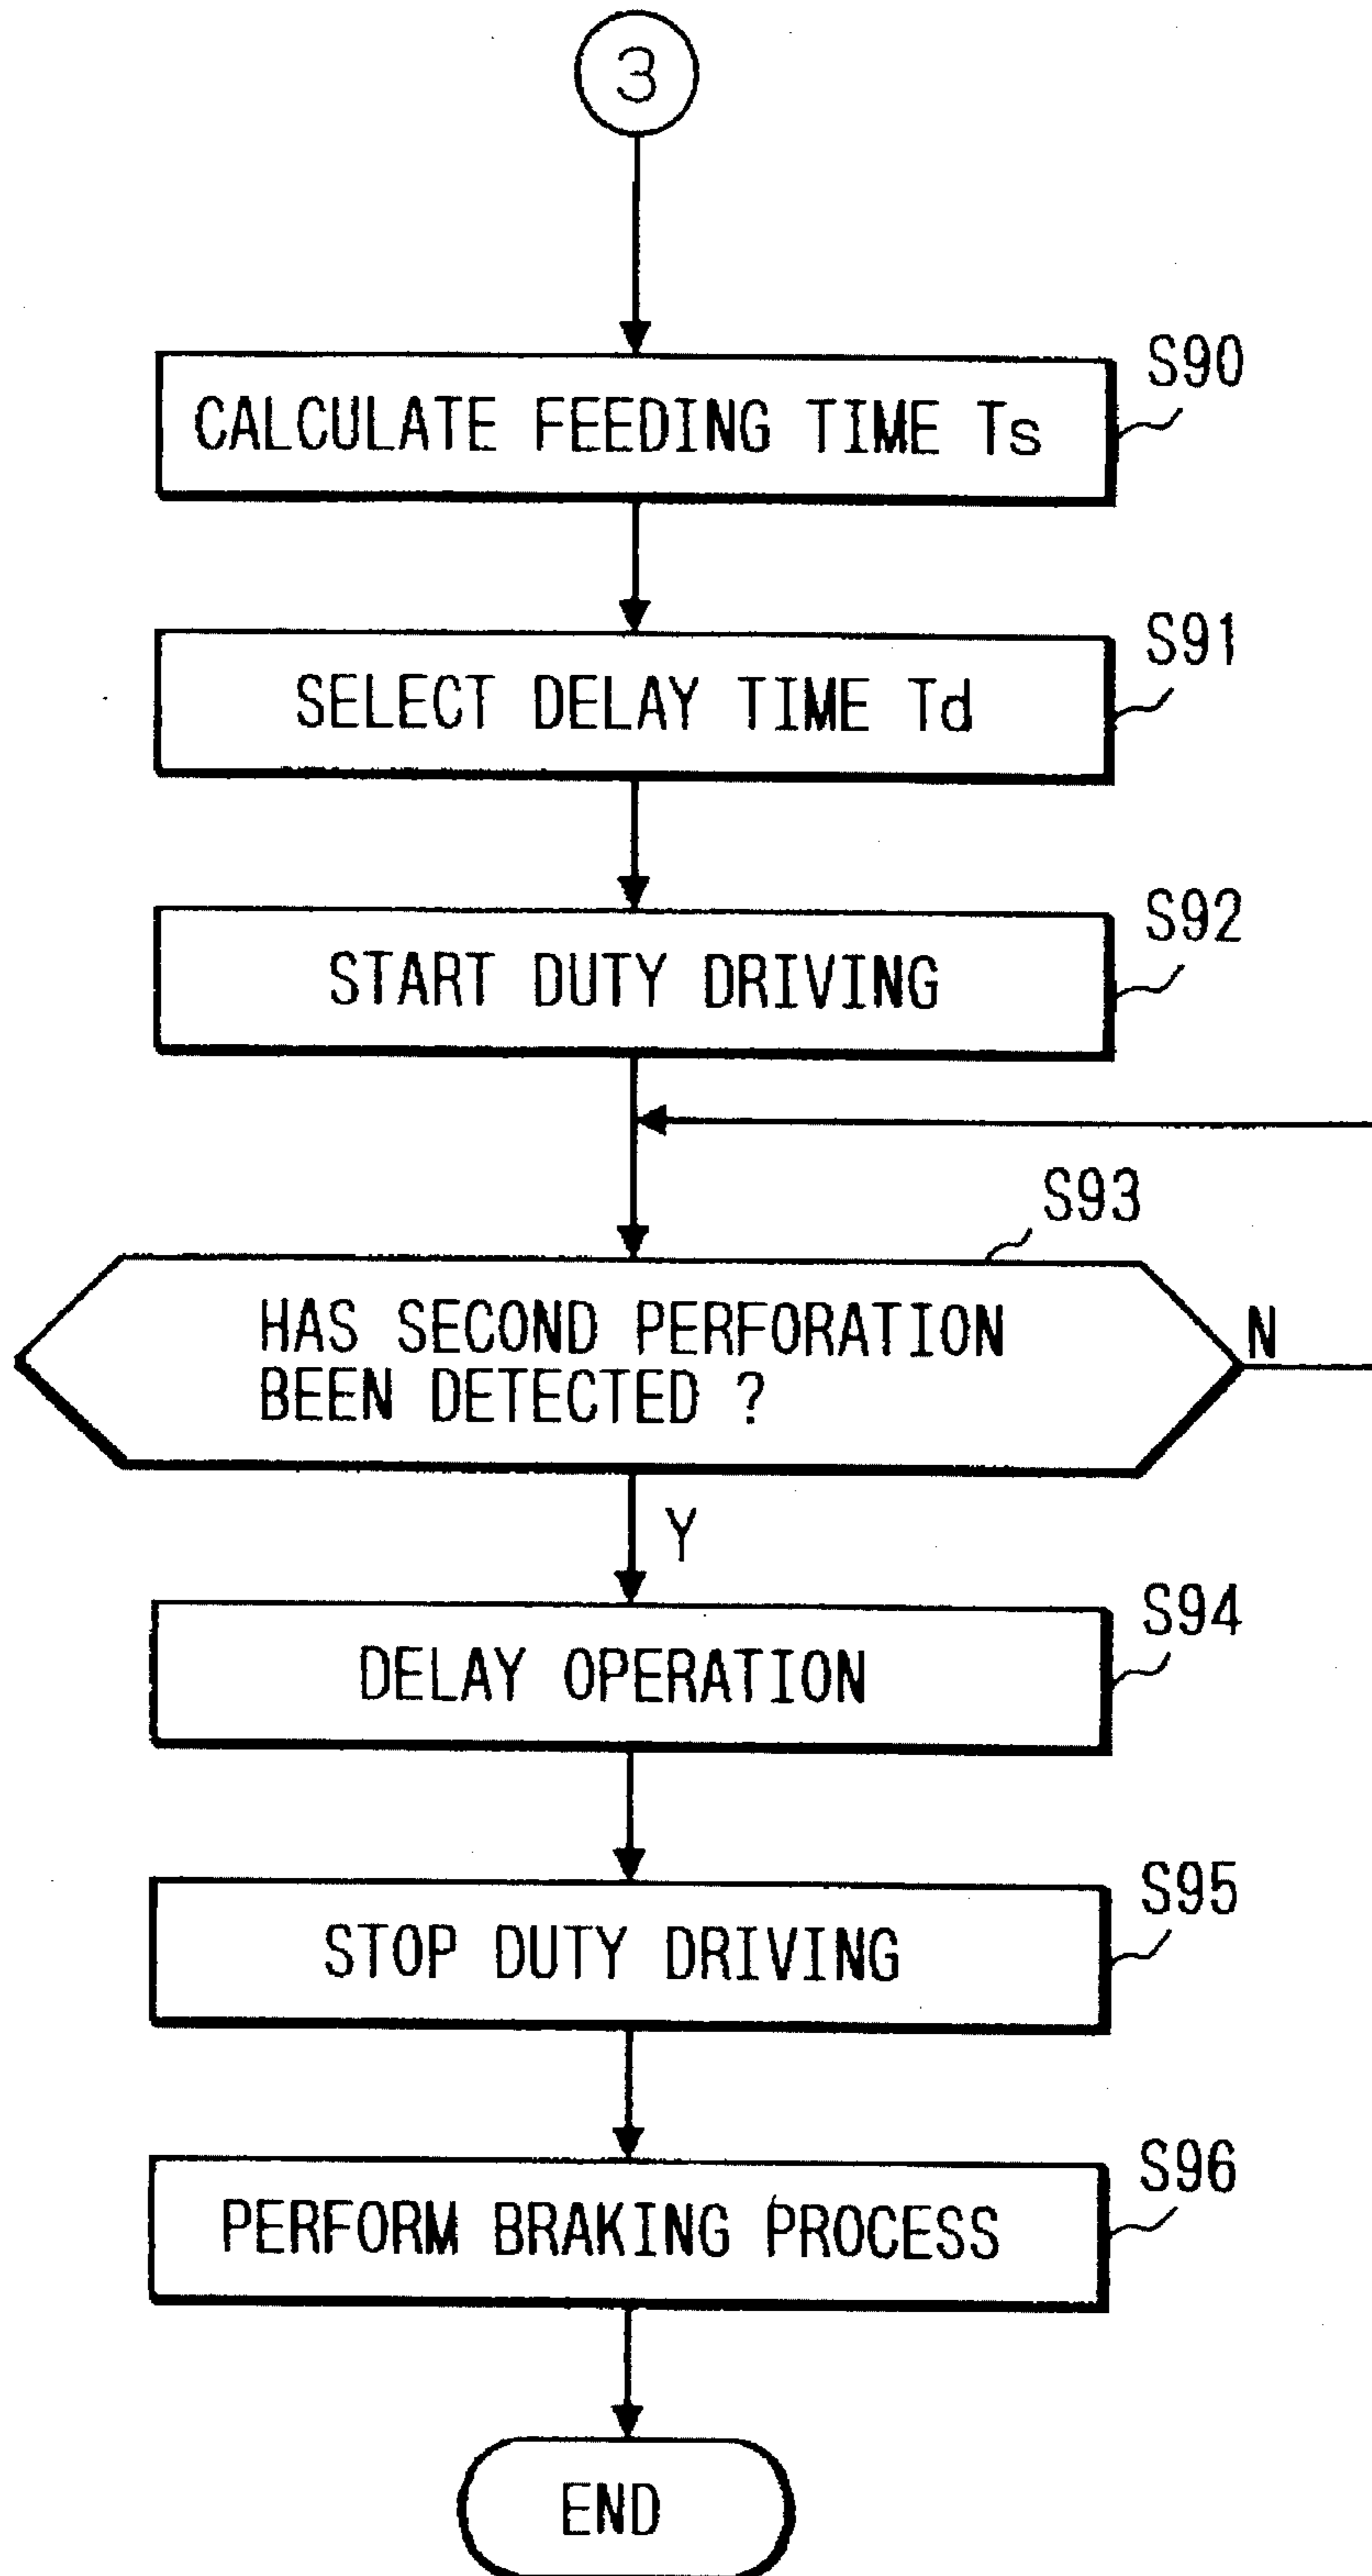 3
S90
CALCULATE FEEDING TIME Ts
S91
SELECT DELAY TIME Td
S92
START DUTY DRIVING
S93
HAS SECOND PERFORATION
BEEN DETECTED ?
N
Y
S94
DELAY OPERATION
S95
STOP DUTY DRIVING
S96
PERFORM BRAKING PROCESS
END